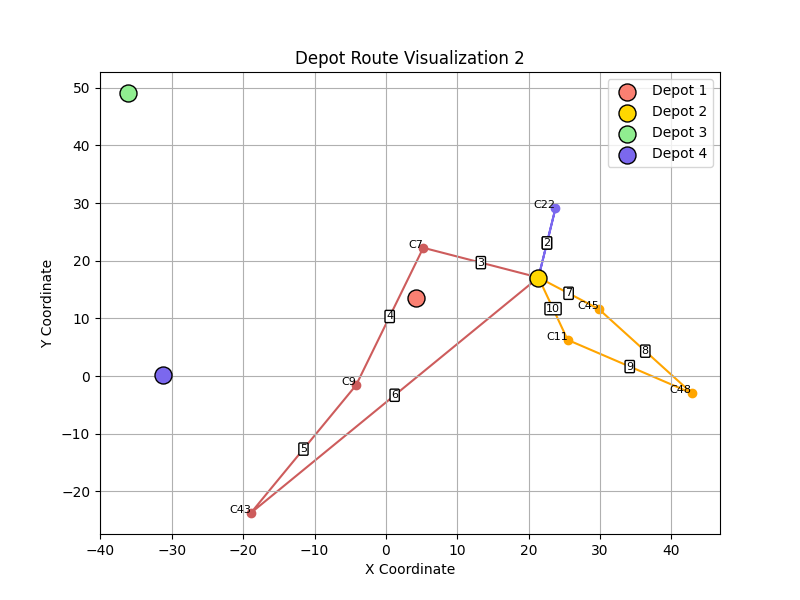 Depot Route Visualization 2
Depot 1
Depot 2
Depot 3
Depot 4
Y Coordinate
50
40
30
20
10
0
−10
−20
C22
2
C7
3
7
C45
10
4
C11
8
9
C9
C48
6
5
C43
−40
−30
−20
−10
0
10
20
30
40
X Coordinate